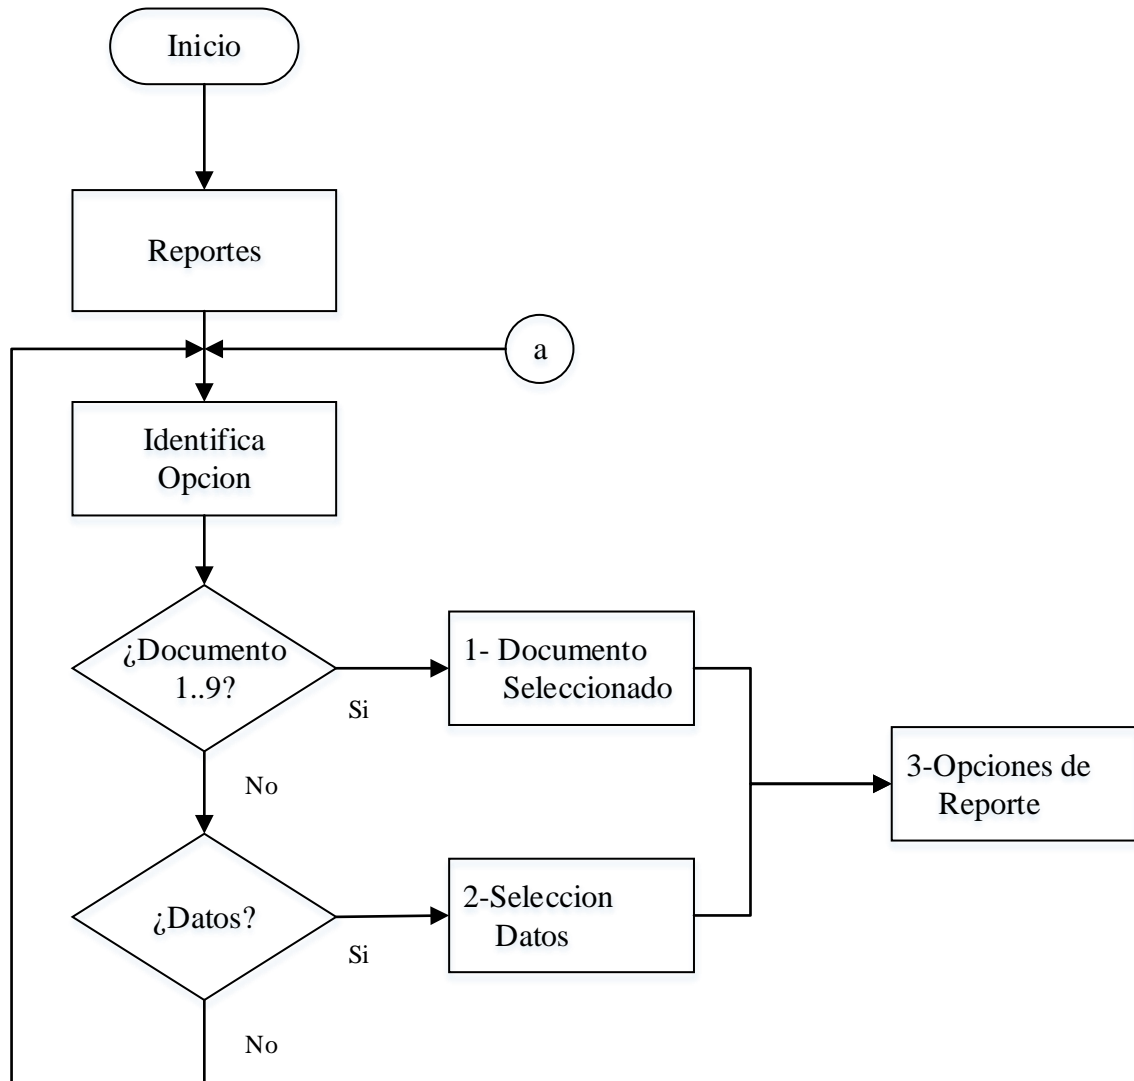 Inicio
Reportes
a
Identifica
Opcion
¿Documento
1..9?
Si
1- Documento
Seleccionado
No
3-Opciones de
Reporte
¿Datos?
Si
2-Seleccion
Datos
No